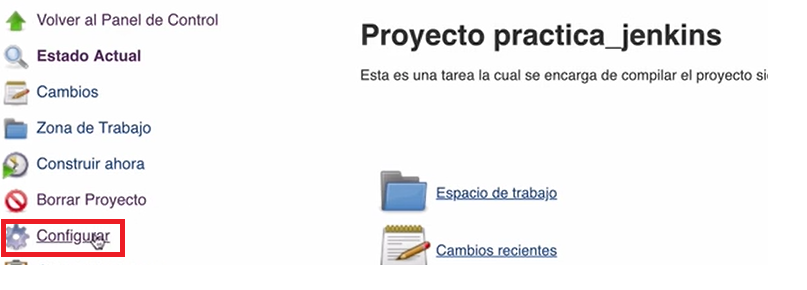 Volver al Panel de Control
Estado Actual
Cambios
Zona de Trabajo
Construir ahora
Borrar Proyecto
Configurar
Proyecto practica_jenkins
Esta es una tarea la cual se encarga de compilar el proyecto
Espacio de trabajo
Cambios recientes